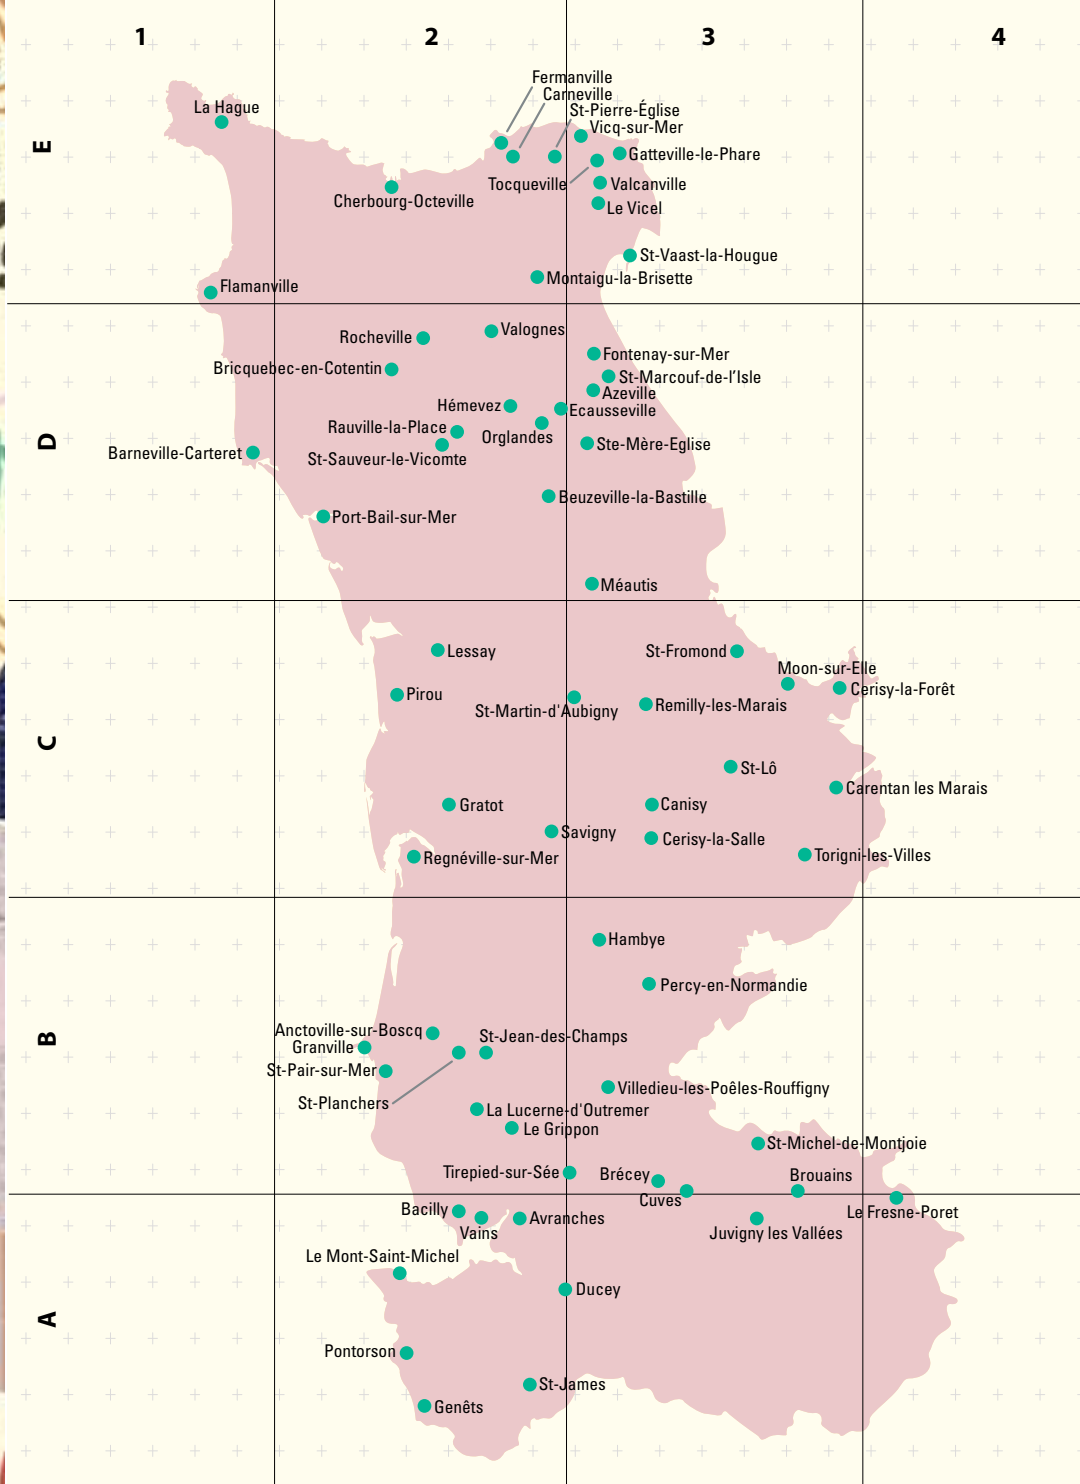 1
2
3
4
Fermanville
Carneville
St-Pierre-Église
La Hague
Vicq-sur-Mer
E
Gatteville-le-Phare
Tocqueville
Valcanville
Cherbourg-Octeville
Le Vicel
St-Vaast-la-Hougue
Montaigu-la-Brisette
Flamanville
Valognes
Rocheville
Fontenay-sur-Mer
Bricquebec-en-Cotentin
St-Marcouf-de-l’Isle
Azeville
Hémevez
Ecausseville
Rauville-la-Place
Orglandes
D
Ste-Mère-Eglise
Barneville-Carteret
St-Sauveur-le-Vicomte
Beuzeville-la-Bastille
Port-Bail-sur-Mer
Méautis
Lessay
St-Fromond
Moon-sur-Elle
Cerisy-la-Forêt
Pirou
Remilly-les-Marais
St-Martin-d'Aubigny
C
St-Lô
Carentan les Marais
Gratot
Canisy
Savigny
Cerisy-la-Salle
Regnéville-sur-Mer
Torigni-les-Villes
Hambye
Percy-en-Normandie
Anctoville-sur-Boscq
St-Jean-des-Champs
B
Granville
St-Pair-sur-Mer
Villedieu-les-Poêles-Rouffigny
St-Planchers
La Lucerne-d'Outremer
Le Grippon
St-Michel-de-Montjoie
Tirepied-sur-Sée
Brécey
Brouains
Cuves
Bacilly
Le Fresne-Poret
Avranches
Vains
Juvigny les Vallées
Le Mont-Saint-Michel
Ducey
A
Pontorson
St-James
Genêts